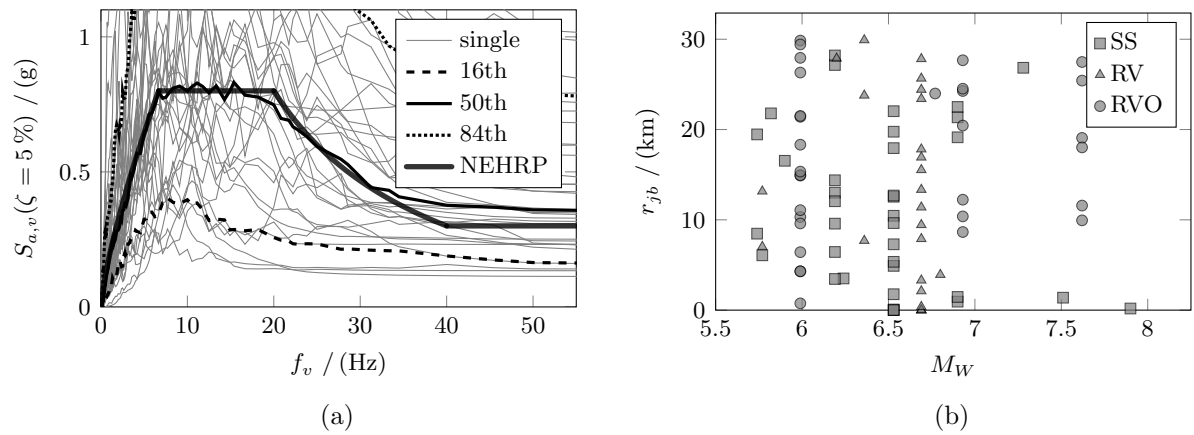 1
0.5
0
0 10 20 30 40 50
S_{a,v}(ζ = 5 %) / (g)
f_v / (Hz)
single
16th
50th
84th
NEHRP
(a)
30
20
10
0
5.5 6 6.5 7 7.5 8
r_{jb} / (km)
M_W
SS
RV
RVO
(b)